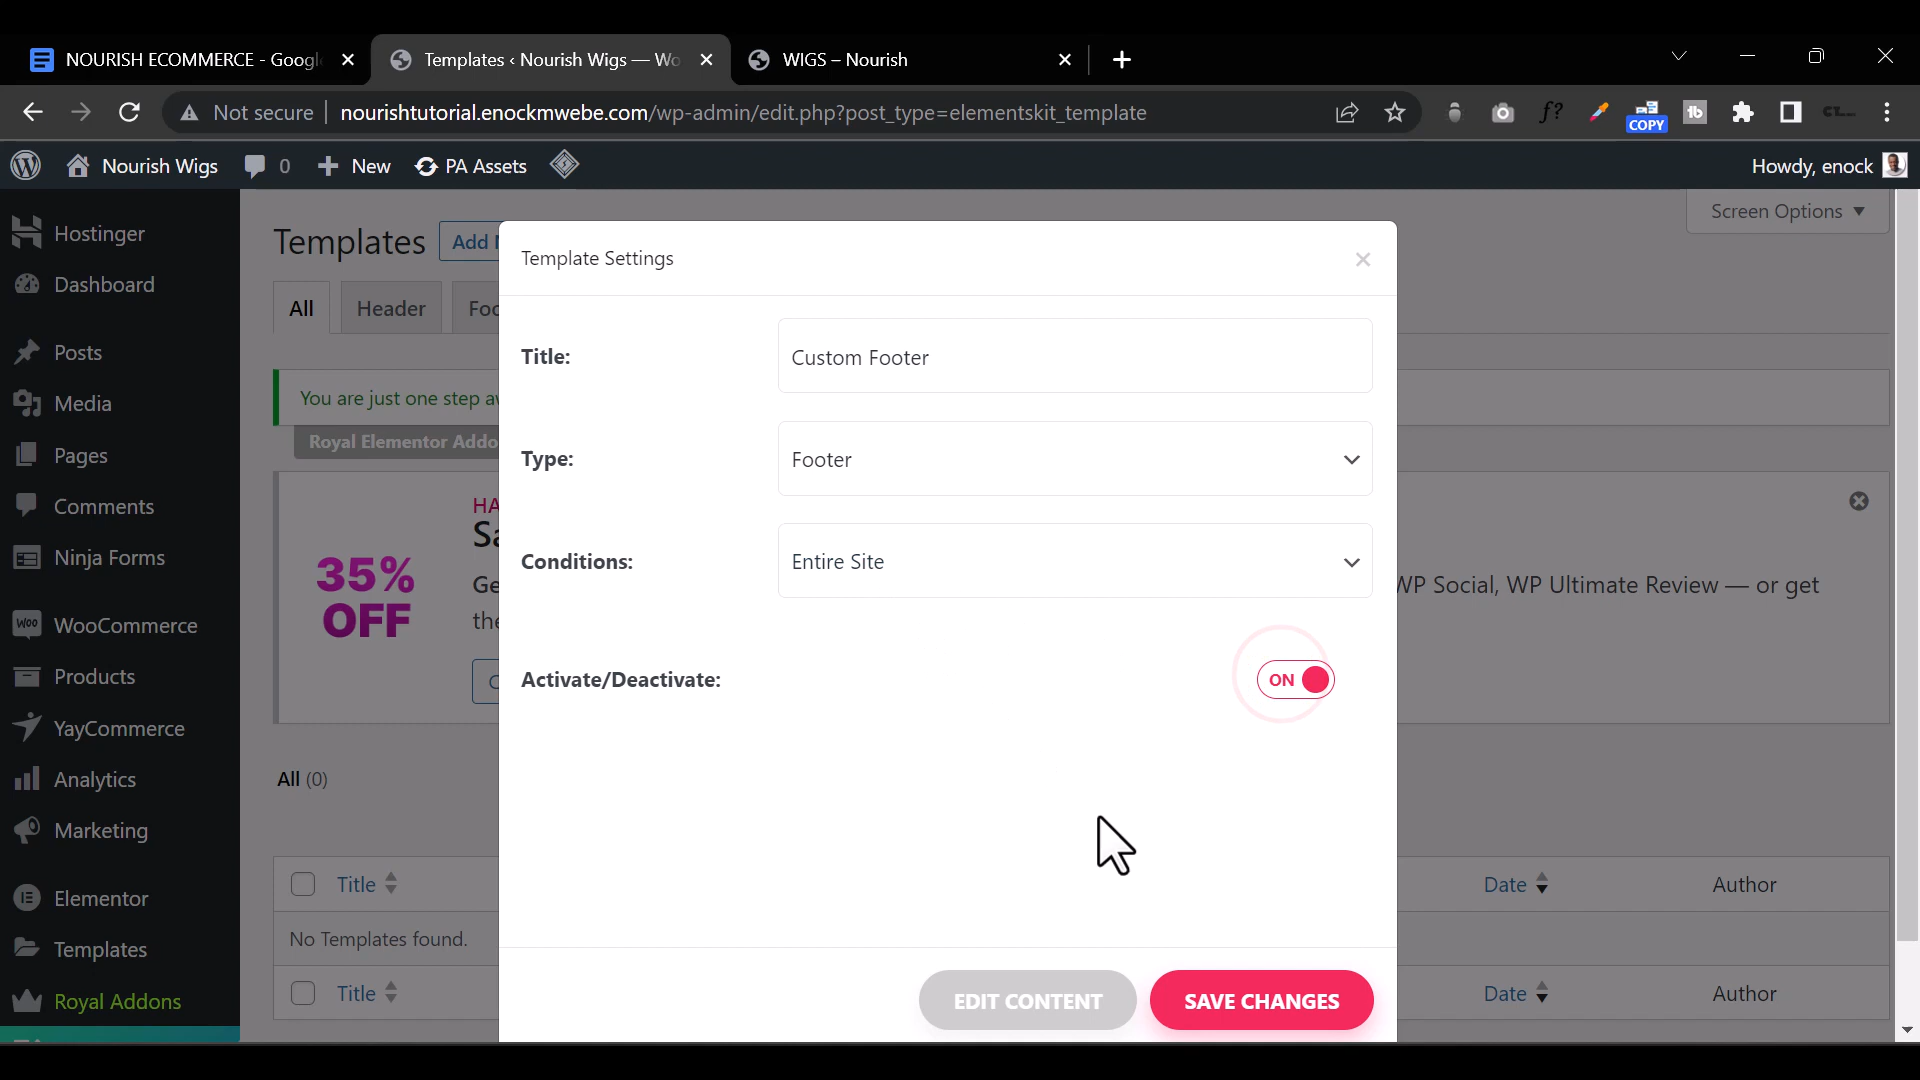 NOURISH ECOMMERCE - Googl
Templates ‹ Nourish Wigs — Wo
WIGS – Nourish
Not secure
nourishtutorial.enockmwebe.com/wp-admin/edit.php?post_type=elementskit_template
f?
COPY
tb
Nourish Wigs
0
New
PA Assets
Howdy, enock
Hostinger
Dashboard
Posts
Media
Pages
Comments
Ninja Forms
WooCommerce
Products
YayCommerce
Analytics
Marketing
Elementor
Templates
Royal Addons
Templates
Add
Screen Options
All
Header
Foo
You are just one step
Royal Elementor Addo
35%
OFF
HA
Sa
Ge
the
WP Social, WP Ultimate Review — or get
All (0)
Title
Date
Author
No Templates found.
Title
Date
Author
Template Settings
Title:
Custom Footer
Type:
Footer
Conditions:
Entire Site
Activate/Deactivate:
ON
EDIT CONTENT
SAVE CHANGES